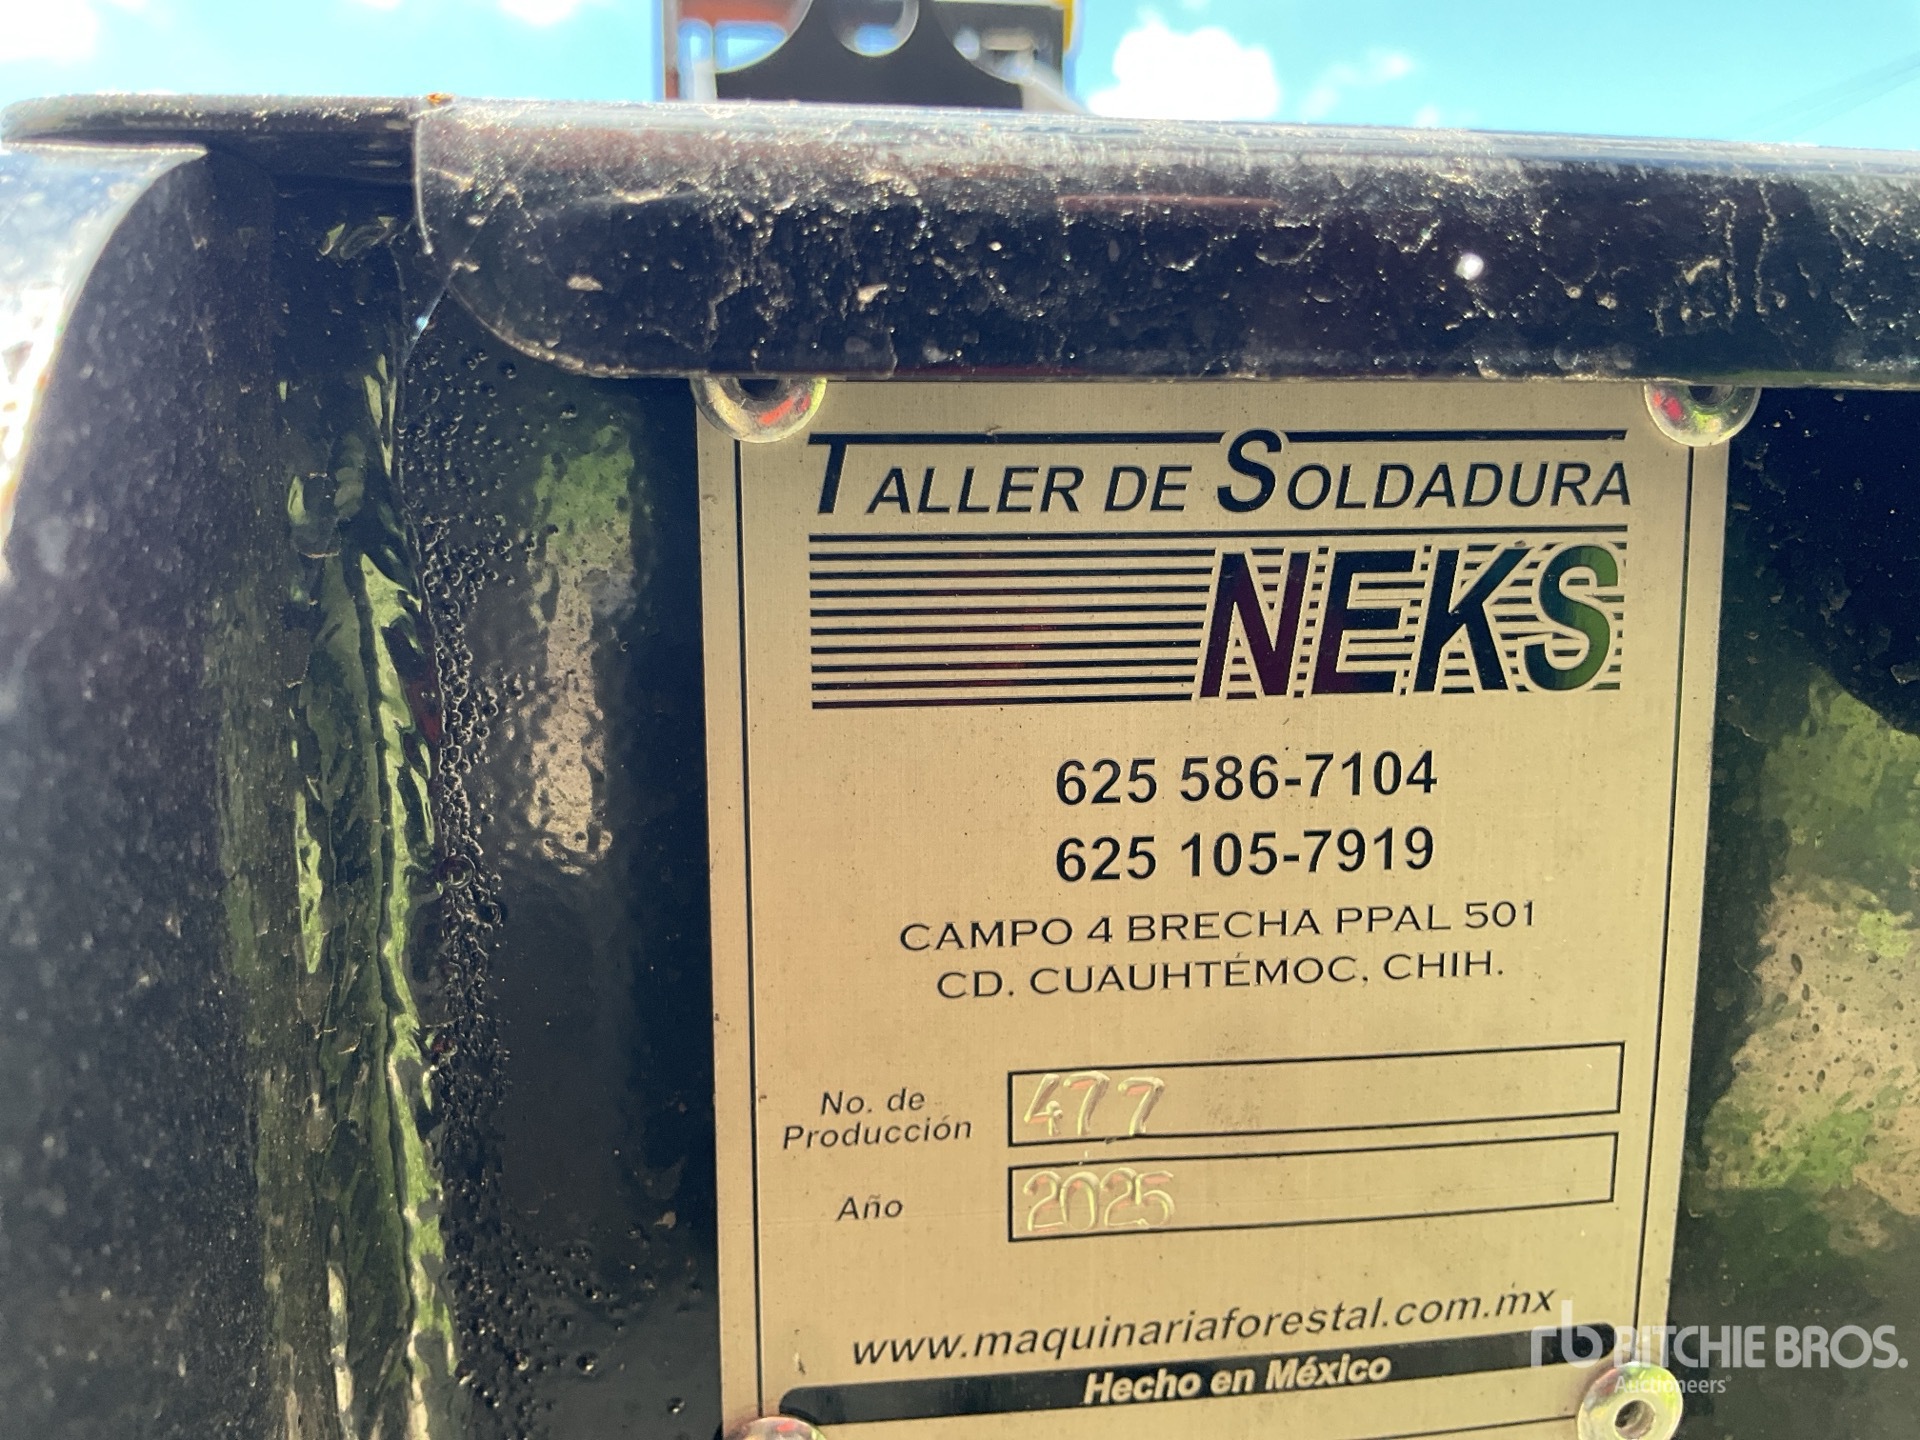 TALLER DE SOLDADURA
NEKS
625 586-7104
625 105-7919
CAMPO 4 BRECHA PPAL 501
CD. CUAUHTÉMOC, CHIH.
No. de
Producción
477
Año
2025
www.maquinariaforestal.com.mx
Hecho en México
rb RITCHIE BROS.
Auctioneers